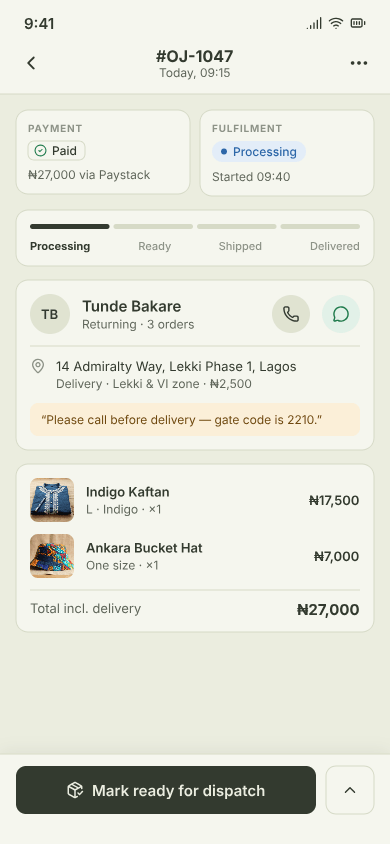 9:41
#OJ-1047
Today, 09:15
PAYMENT
Paid
₦27,000 via Paystack
FULFILMENT
Processing
Started 09:40
Processing
Ready
Shipped
Delivered
TB
Tunde Bakare
Returning · 3 orders
14 Admiralty Way, Lekki Phase 1, Lagos
Delivery · Lekki & VI zone · ₦2,500
“Please call before delivery — gate code is 2210.”
Indigo Kaftan
L · Indigo · ×1
₦17,500
Ankara Bucket Hat
One size · ×1
₦7,000
Total incl. delivery
₦27,000
Mark ready for dispatch